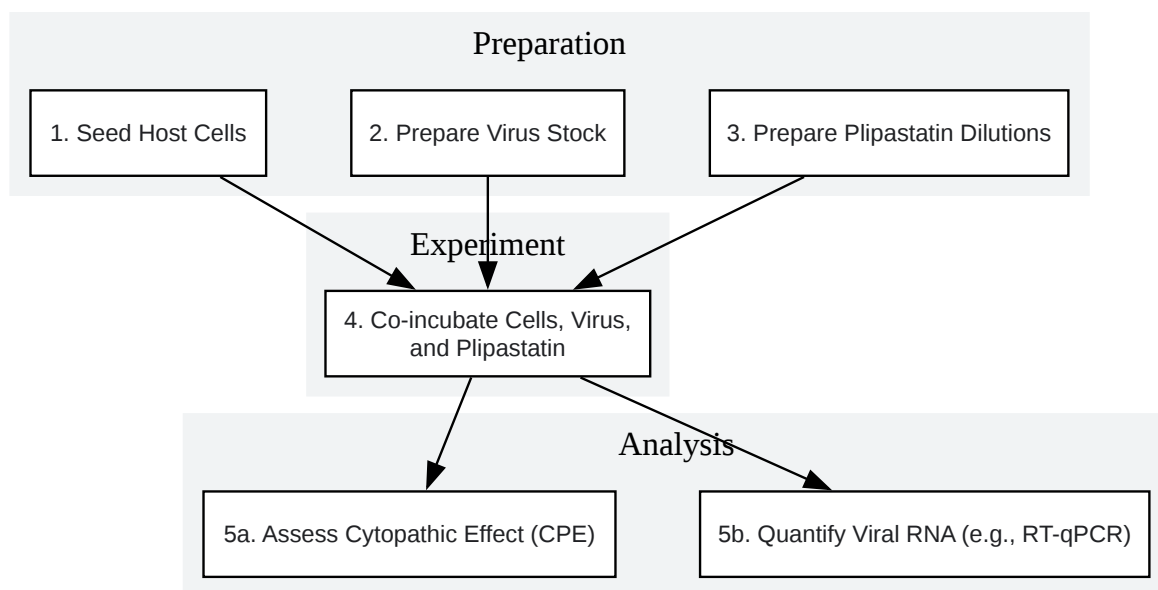 Preparation
1. Seed Host Cells
2. Prepare Virus Stock
3. Prepare Plipastatin Dilutions
Experiment
4. Co-incubate Cells, Virus,
and Plipastatin
Analysis
5a. Assess Cytopathic Effect (CPE)
5b. Quantify Viral RNA (e.g., RT-qPCR)